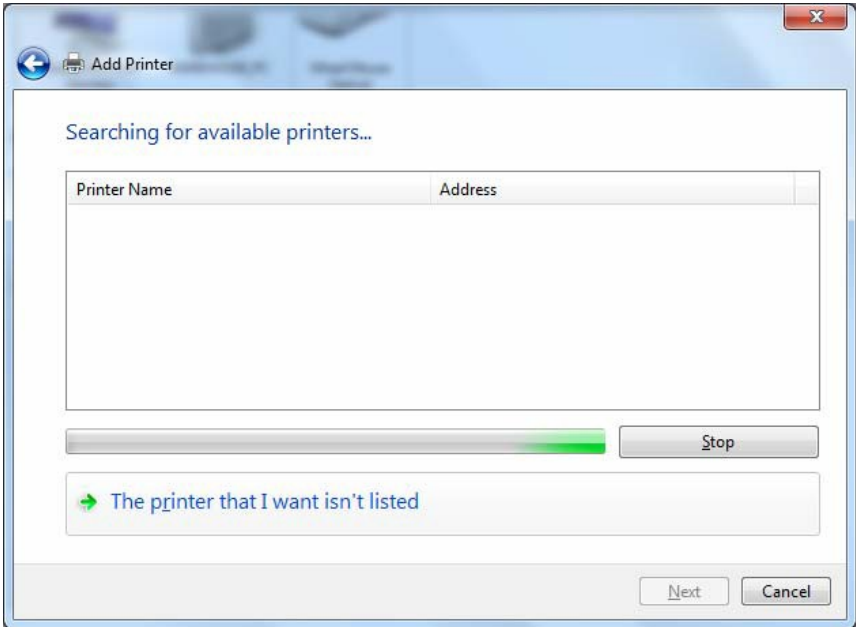 Add Printer
Searching for available printers...
Printer Name Address
Stop
The printer that I want isn't listed
Next Cancel